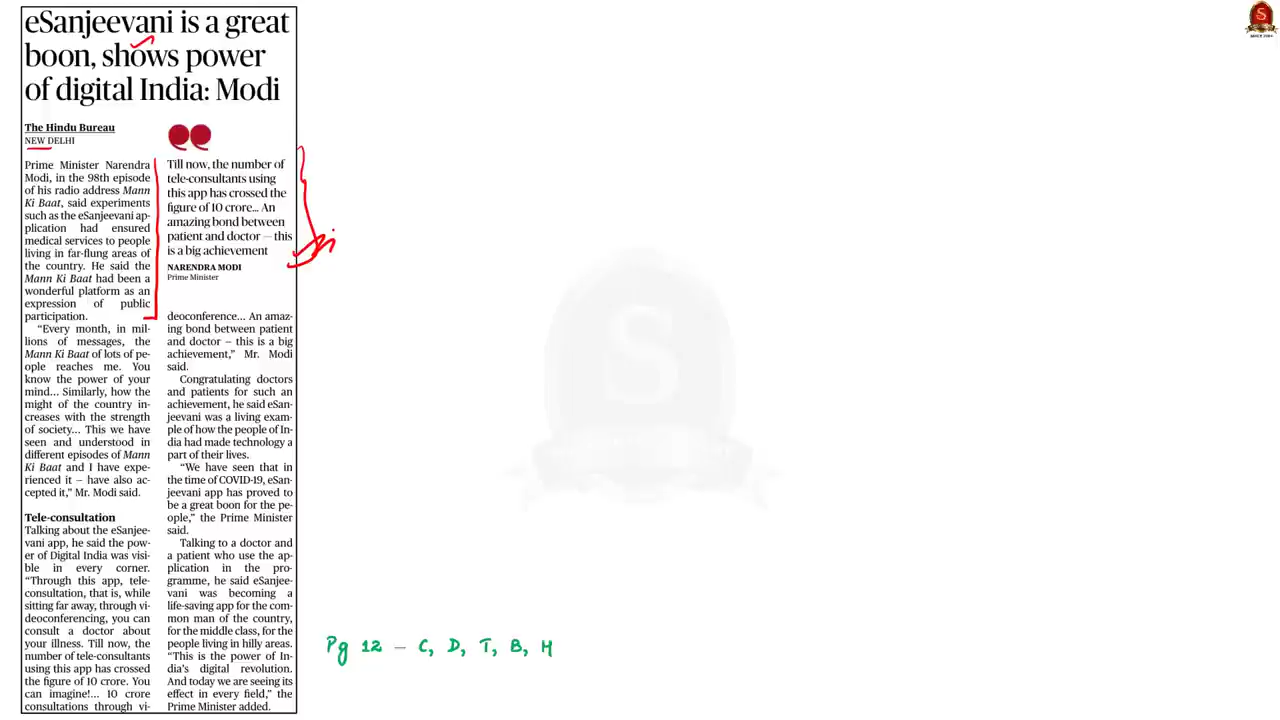 eSanjeevani is a great
boon, shows power
of digital India: Modi
The Hindu Bureau
NEW DELHI
Prime Minister Narendra
Modi, in the 98th episode
of his radio address Mann
Ki Baat, said experiments
such as the eSanjeevani ap-
plication had ensured
medical services to people
living in far-flung areas of
the country. He said the
Mann Ki Baat had been a
wonderful platform as an
expression of public
participation.
“Every month, in mil-
lions of messages, the
Mann Ki Baat of lots of pe-
ople reaches me. You
know the power of your
mind... Similarly, how the
might of the country in-
creases with the strength
of society... This we have
seen and understood in
different episodes of Mann
Ki Baat and I have expe-
rienced it – have also ac-
cepted it,” Mr. Modi said.
Tele-consultation
Talking about the eSanjee-
vani app, he said the pow-
er of Digital India was visi-
ble in every corner.
“Through this app, tele-
consultation, that is, while
sitting far away, through vi-
deoconferencing, you can
consult a doctor about
your illness. Till now, the
number of tele-consultants
using this app has crossed
the figure of 10 crore. You
can imagine!... 10 crore
consultations through vi-
Till now, the number of
tele-consultants using
this app has crossed the
figure of 10 crore... An
amazing bond between
patient and doctor – this
is a big achievement
NARENDRA MODI
Prime Minister
deoconference... An amaz-
ing bond between patient
and doctor – this is a big
achievement,” Mr. Modi
said.
Congratulating doctors
and patients for such an
achievement, he said eSan-
jeevani was a living exam-
ple of how the people of In-
dia had made technology a
part of their lives.
“We have seen that in
the time of COVID-19, eSan-
jeevani app has proved to
be a great boon for the pe-
ople,” the Prime Minister
said.
Talking to a doctor and
a patient who use the ap-
plication in the pro-
gramme, he said eSanjee-
vani was becoming a
life-saving app for the com-
mon man of the country,
for the middle class, for the
people living in hilly areas.
“This is the power of In-
dia’s digital revolution.
And today we are seeing its
effect in every field,” the
Prime Minister added.
Pg 12 – C, D, T, B, H
S
S